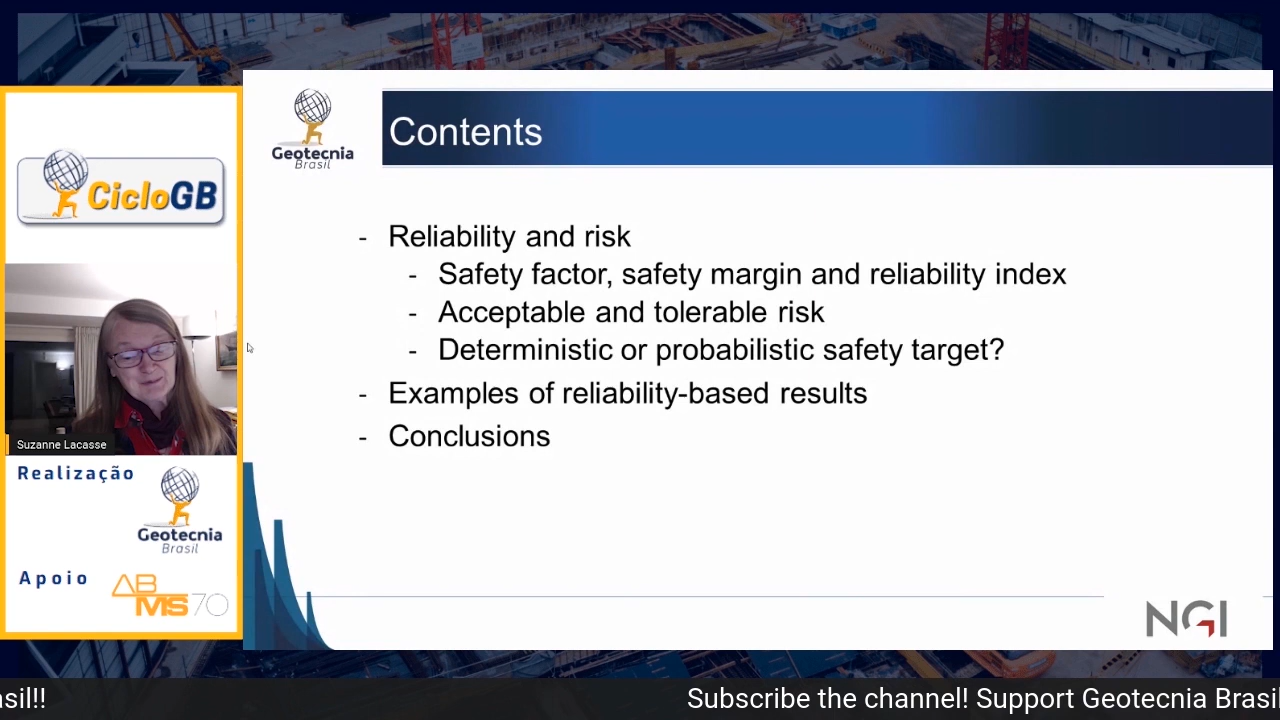 Contents
Geotecnia
Brasil
CicloGB
- Reliability and risk
- Safety factor, safety margin and reliability index
- Acceptable and tolerable risk
- Deterministic or probabilistic safety target?
- Examples of reliability-based results
- Conclusions
Suzanne Lacasse
Realização
Geotecnia
Brasil
Apoio
ABMS70
NGI
asil!! Subscribe the channel! Support Geotecnia Brasil